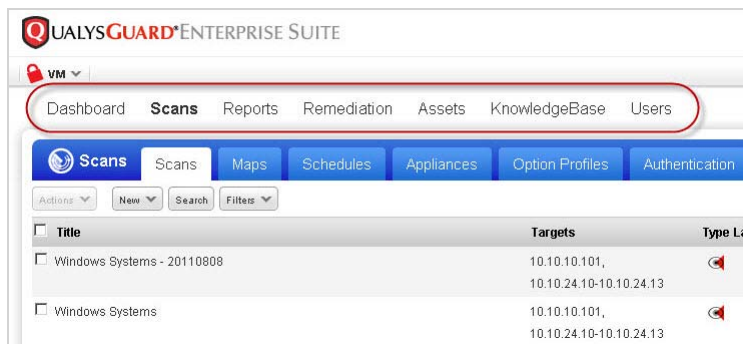 QUALYSGUARD® ENTERPRISE SUITE
VM
Dashboard Scans Reports Remediation Assets KnowledgeBase Users
Scans Scans Maps Schedules Appliances Option Profiles Authentication
Actions New Search Filters
Title Targets Type La
Windows Systems - 20110808 10.10.10.101,
10.10.24.10-10.10.24.13
Windows Systems 10.10.10.101,
10.10.24.10-10.10.24.13